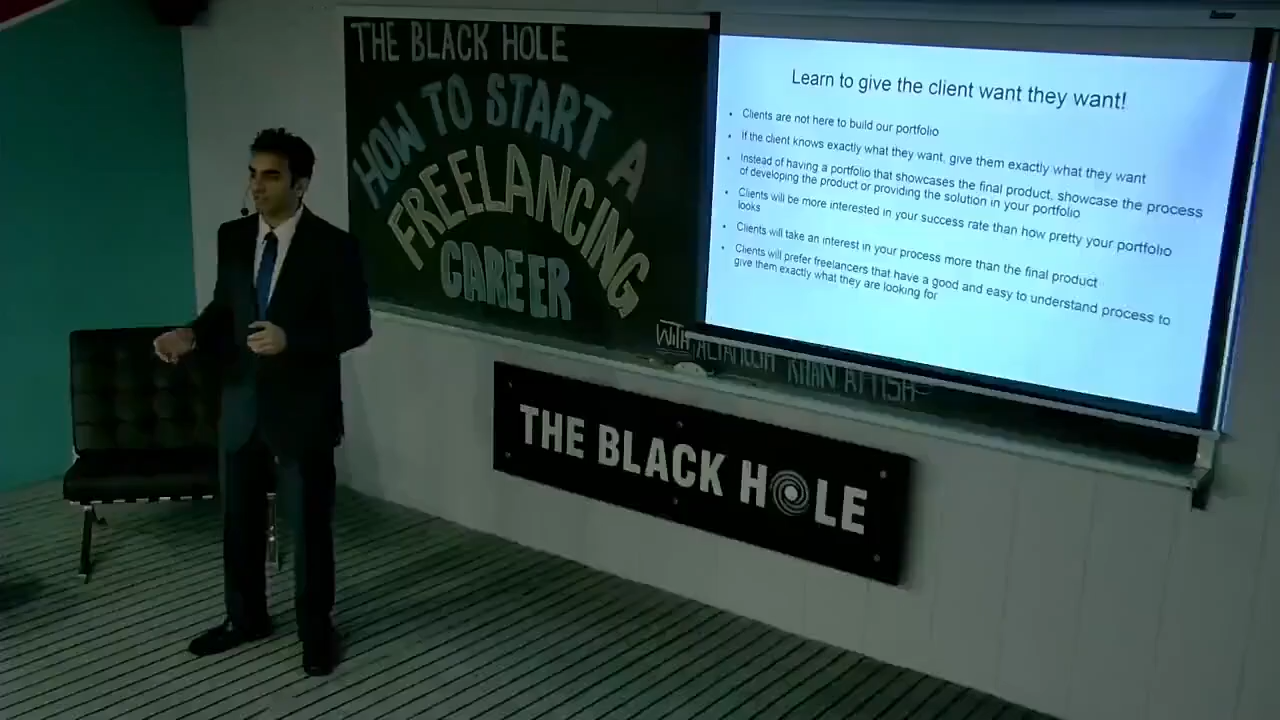 THE BLACK HOLE
HOW TO START A
FREELANCING
CAREER
WITH ALTAMASH KHAN ATTISH
THE BLACK HOLE
Learn to give the client want they want!
• Clients are not here to build our portfolio
• If the client knows exactly what they want, give them exactly what they want
• Instead of having a portfolio that showcases the final product, showcase the process
of developing the product or providing the solution in your portfolio
• Clients will be more interested in your success rate than how pretty your portfolio
looks
• Clients will take an interest in your process more than the final product
• Clients will prefer freelancers that have a good and easy to understand process to
give them exactly what they are looking for